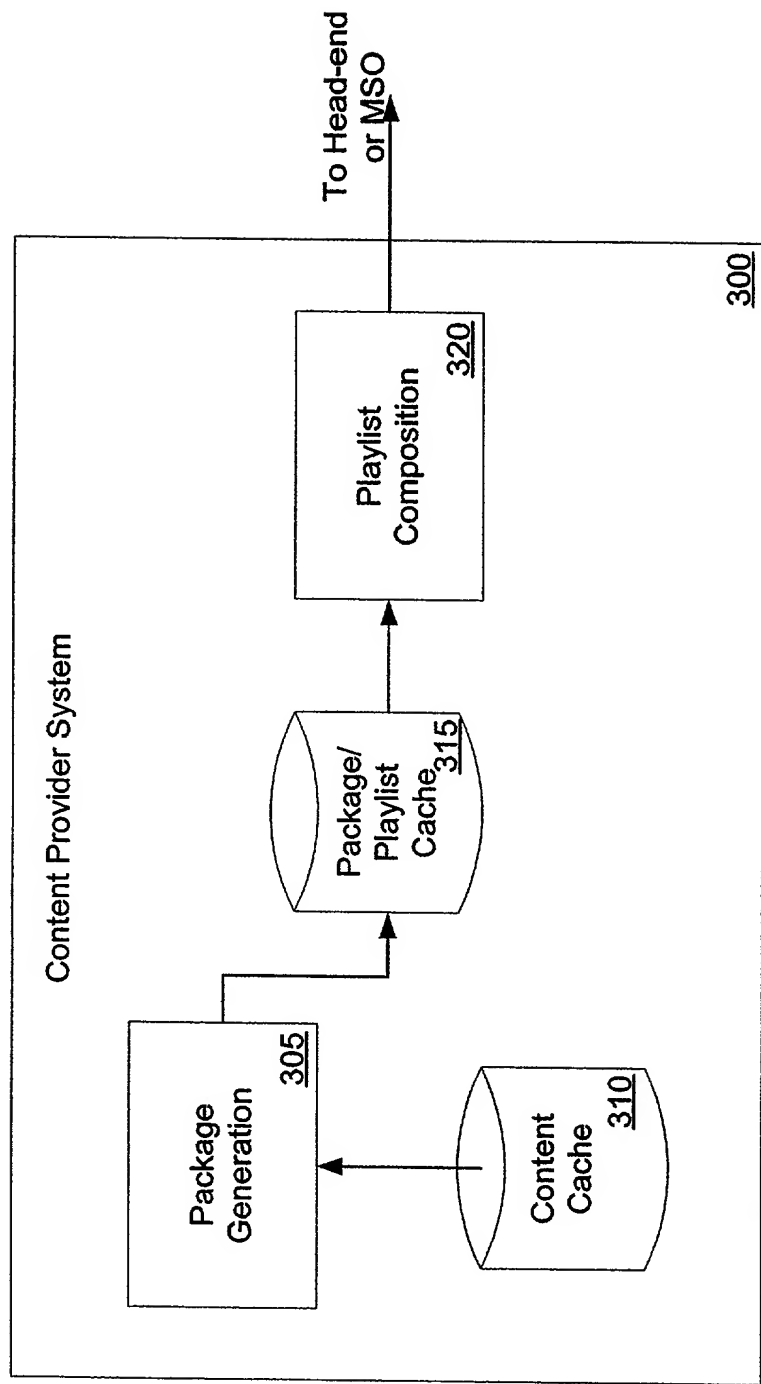 Content Provider System
Package
Generation
305
Content
Cache
310
Package/
Playlist
Cache
315
Playlist
Composition
320
To Head-end
or MSO
300